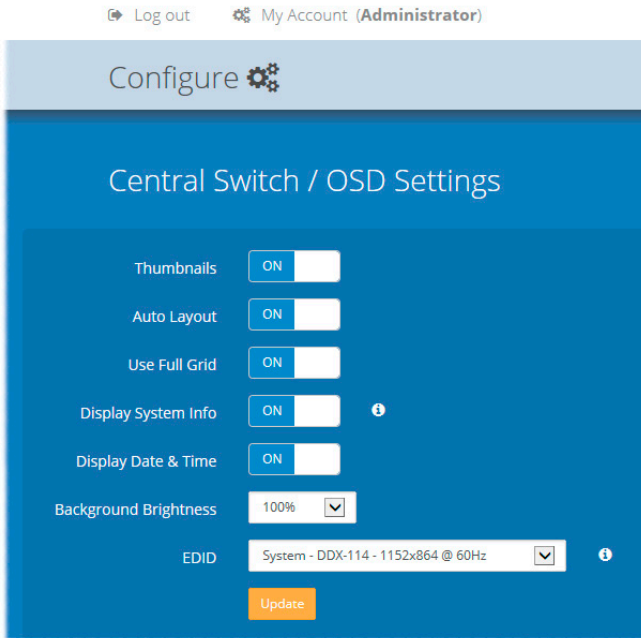 Log out My Account (Administrator)
Configure
Central Switch / OSD Settings
Thumbnails ON
Auto Layout ON
Use Full Grid ON
Display System Info ON
Display Date & Time ON
Background Brightness 100%
EDID System - DDX-114 - 1152x864 @ 60Hz
Update